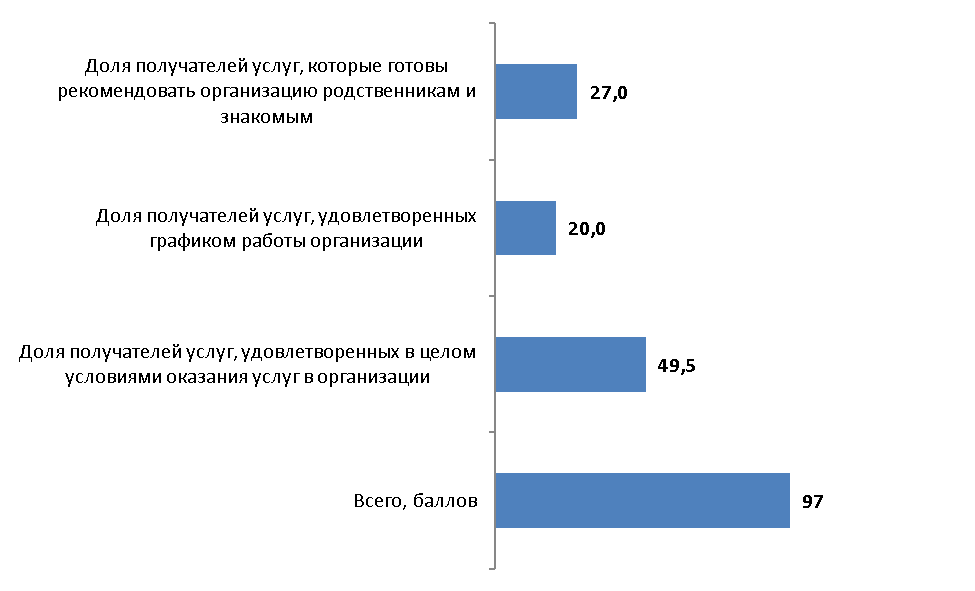 Доля получателей услуг, которые готовы
рекомендовать организацию родственникам и
знакомым
27,0
Доля получателей услуг, удовлетворенных
графиком работы организации
20,0
Доля получателей услуг, удовлетворенных в целом
условиями оказания услуг в организации
49,5
Всего, баллов
97